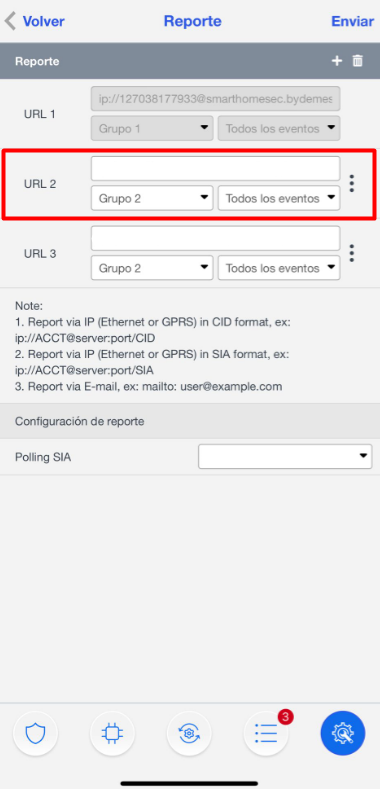 Volver
Reporte
Enviar
Reporte
URL 1
ip://127038177933@smarthomesec.bydemes
Grupo 1
Todos los eventos
URL 2
Grupo 2
Todos los eventos
URL 3
Grupo 2
Todos los eventos
Note:
1. Report via IP (Ethernet or GPRS) in CID format, ex:
ip://ACCT@server:port/CID
2. Report via IP (Ethernet or GPRS) in SIA format, ex:
ip://ACCT@server:port/SIA
3. Report via E-mail, ex: mailto: user@example.com
Configuración de reporte
Polling SIA
3